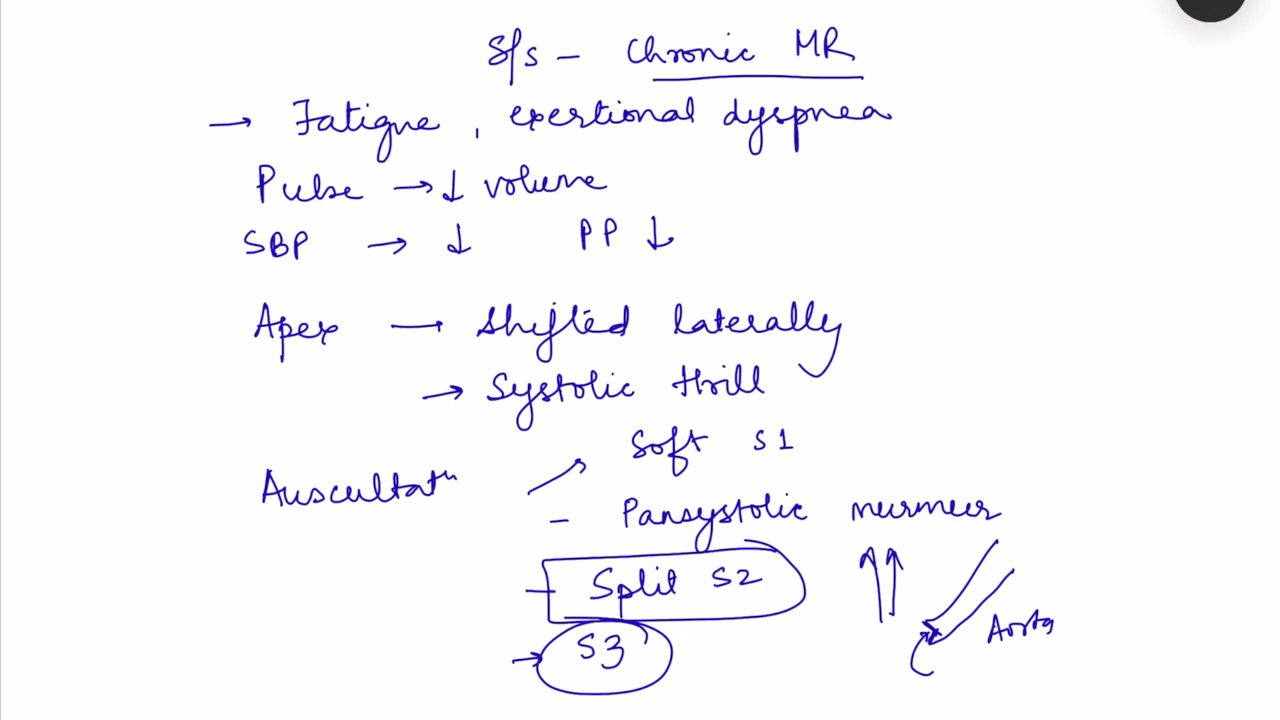 S/s - Chronic MR
→ Fatigue, exertional dyspnea
Pulse → ↓ volume
SBP → ↓ PP ↓
Apex → shifted laterally
→ Systolic thrill
Soft S1
Auscultatⁿ
- Pansystolic murmur
- Split S2
Aorta
→ S3